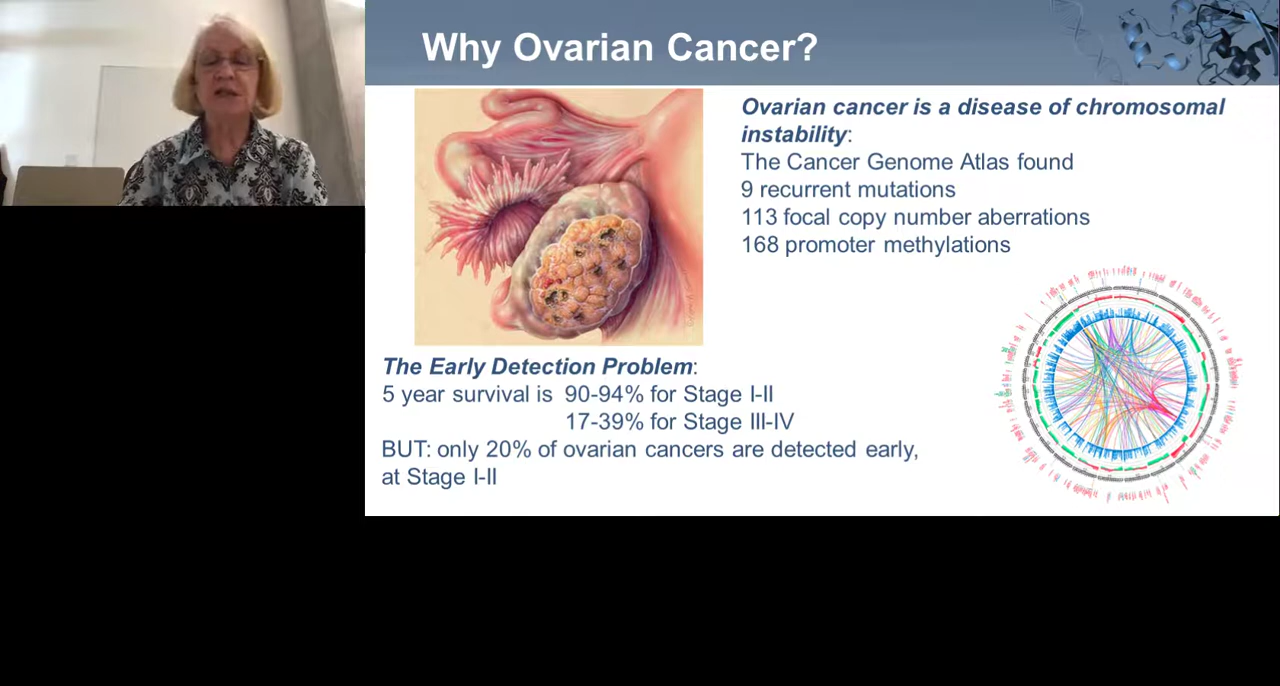 Why Ovarian Cancer?
Ovarian cancer is a disease of chromosomal
instability:
The Cancer Genome Atlas found
9 recurrent mutations
113 focal copy number aberrations
168 promoter methylations
The Early Detection Problem:
5 year survival is 90-94% for Stage I-II
17-39% for Stage III-IV
BUT: only 20% of ovarian cancers are detected early,
at Stage I-II